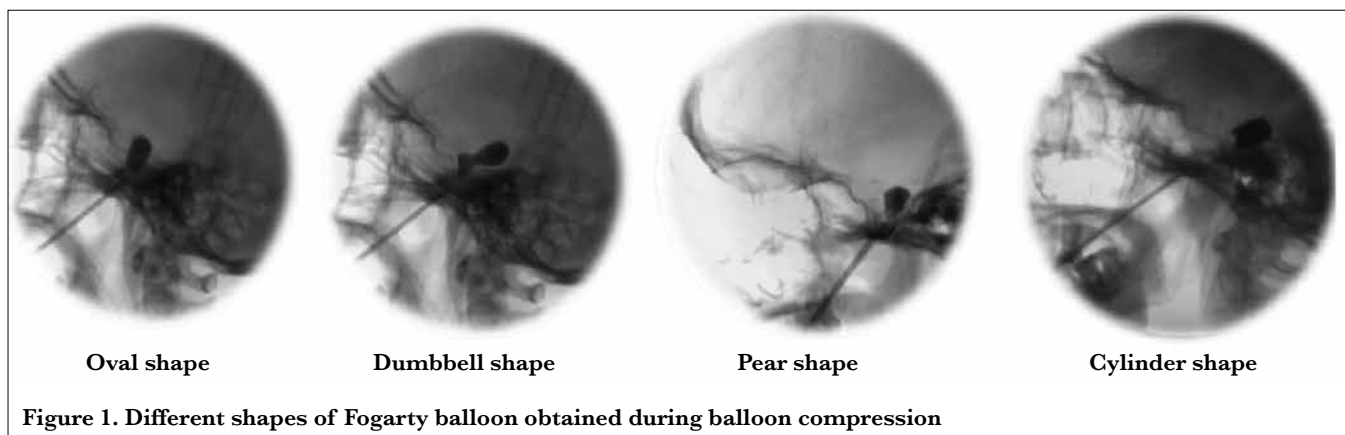 Oval shape
Dumbbell shape
Pear shape
Cylinder shape
Figure 1. Different shapes of Fogarty balloon obtained during balloon compression